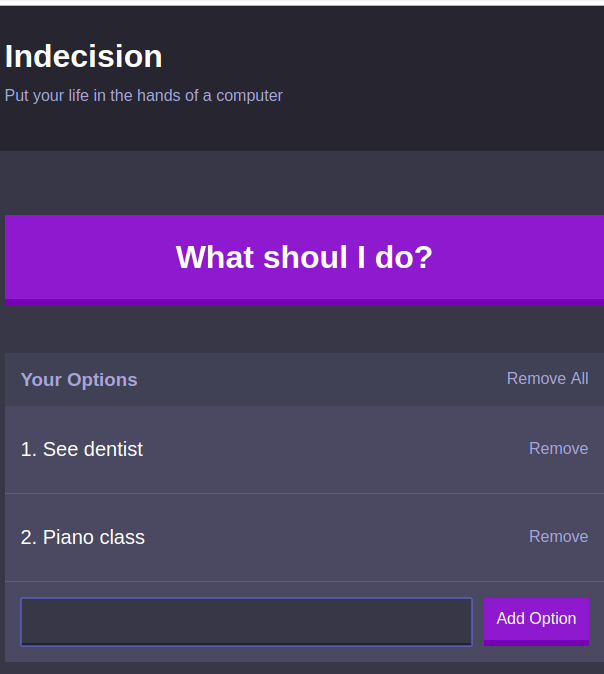 Indecision
Put your life in the hands of a computer
What shoul I do?
Your Options Remove All
1. See dentist Remove
2. Piano class Remove
Add Option